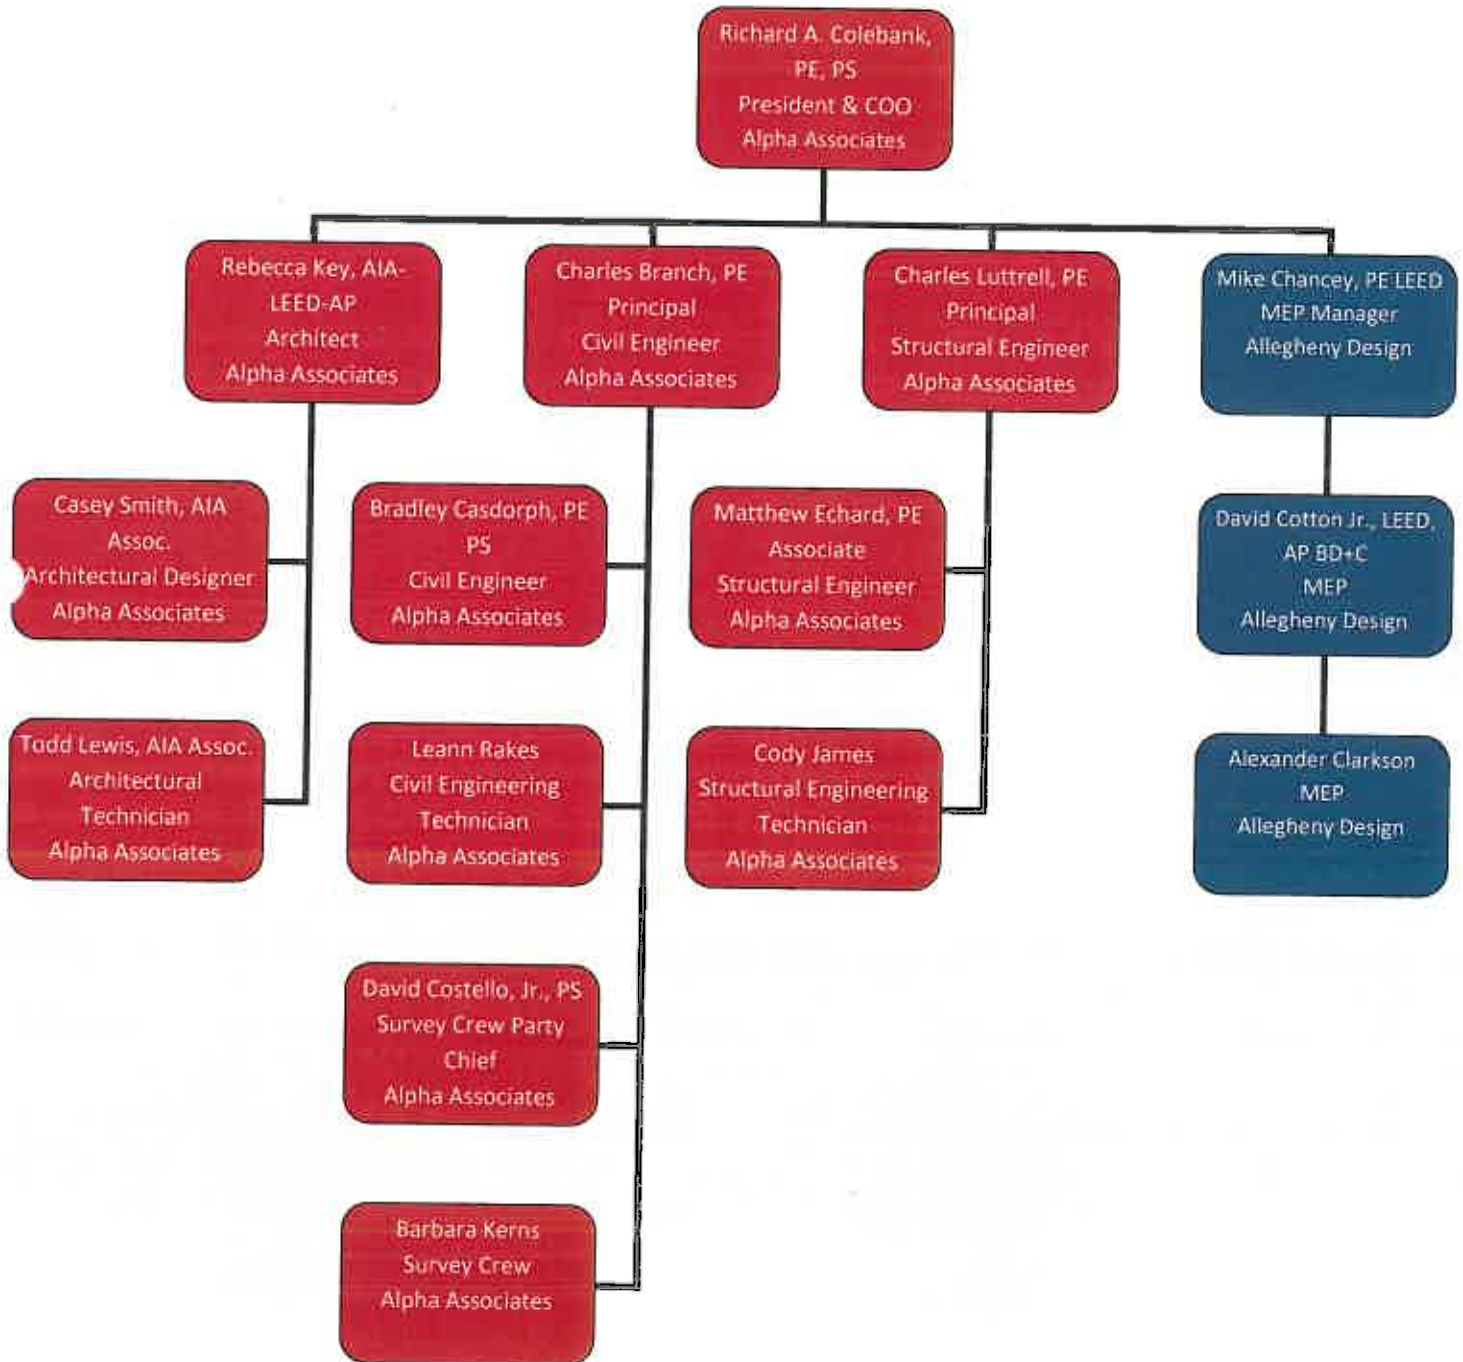 Richard A. Colebank,
PE, PS
President & COO
Alpha Associates
Rebecca Key, AIA-
LEED-AP
Architect
Alpha Associates
Charles Branch, PE
Principal
Civil Engineer
Alpha Associates
Charles Luttrell, PE
Principal
Structural Engineer
Alpha Associates
Mike Chancey, PE LEED
MEP Manager
Allegheny Design
Casey Smith, AIA
Assoc.
Architectural Designer
Alpha Associates
Bradley Casdorph, PE
PS
Civil Engineer
Alpha Associates
Matthew Echard, PE
Associate
Structural Engineer
Alpha Associates
David Cotton Jr., LEED,
AP BD+C
MEP
Allegheny Design
Todd Lewis, AIA Assoc.
Architectural
Technician
Alpha Associates
Leann Rakes
Civil Engineering
Technician
Alpha Associates
Cody James
Structural Engineering
Technician
Alpha Associates
Alexander Clarkson
MEP
Allegheny Design
David Costello, Jr., PS
Survey Crew Party
Chief
Alpha Associates
Barbara Kerns
Survey Crew
Alpha Associates